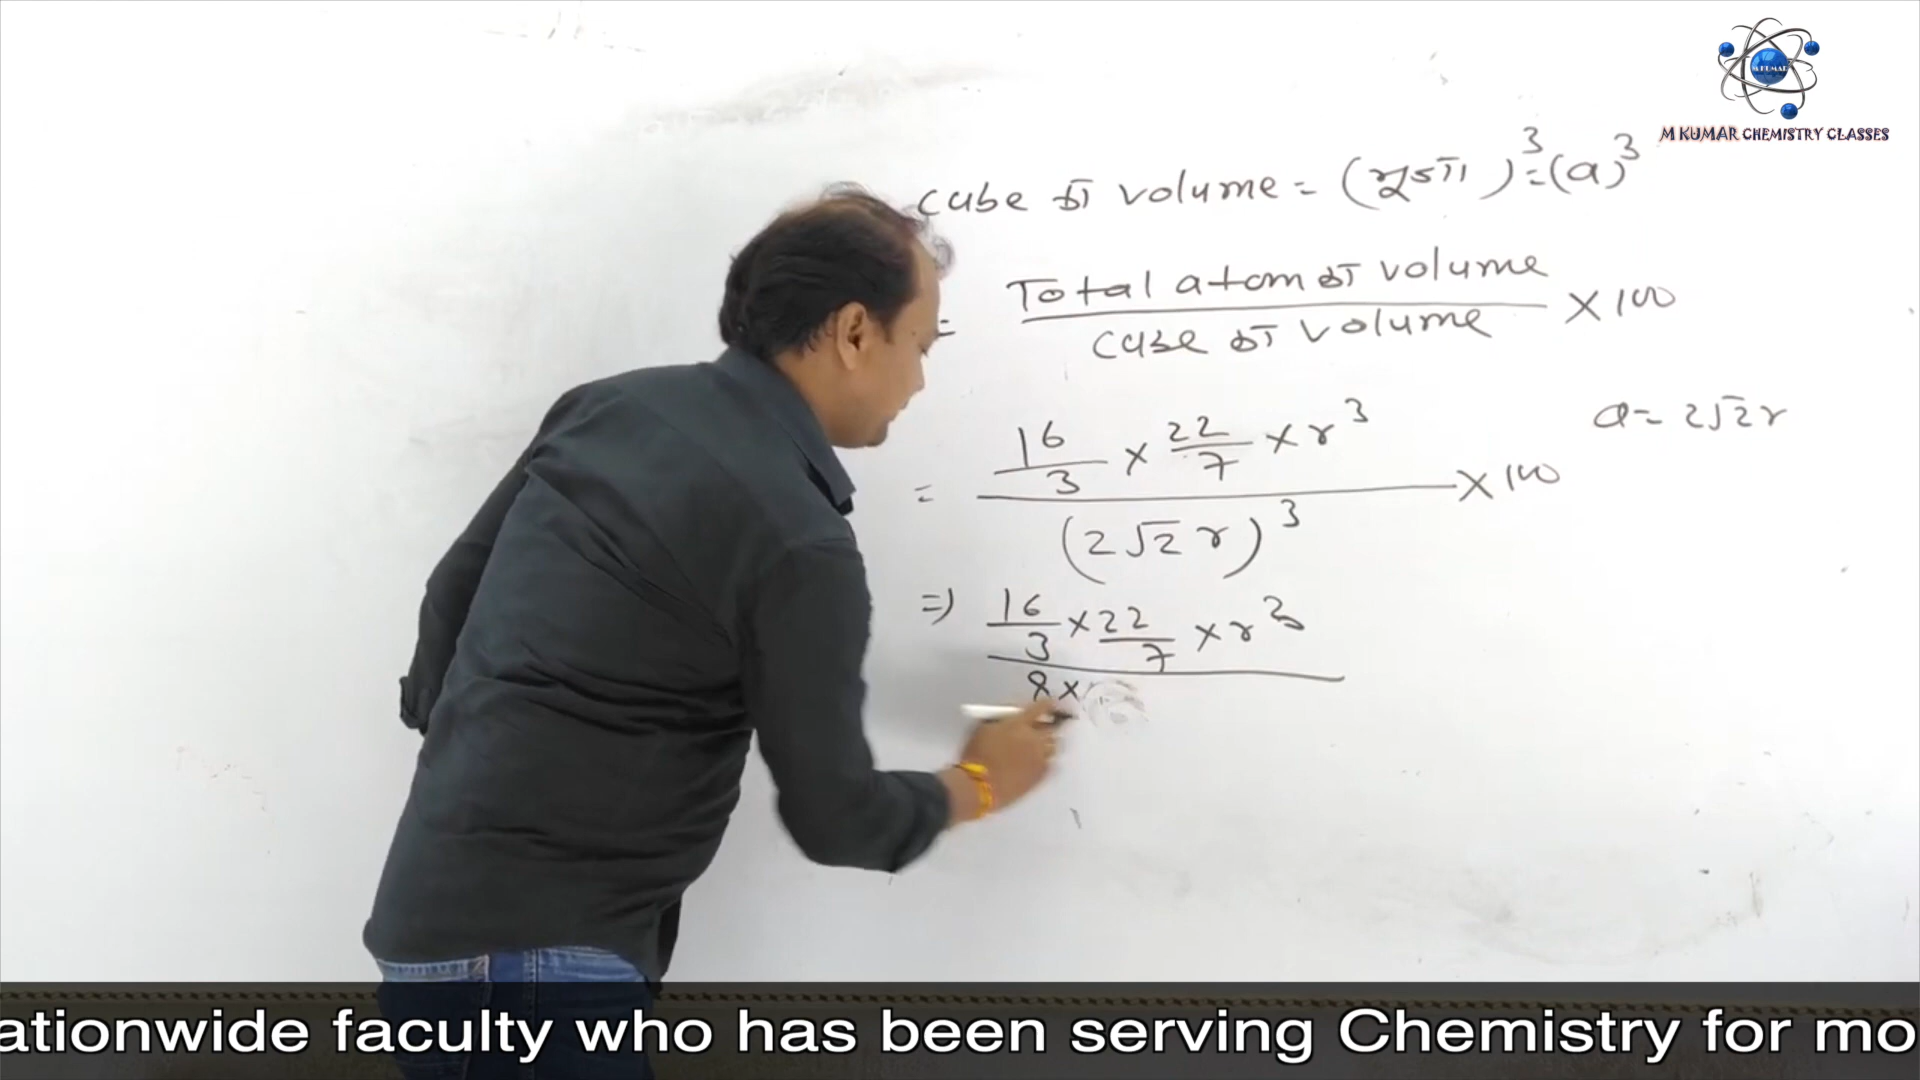 M KUMAR
M KUMAR CHEMISTRY CLASSES
cube का volume = (भुजा)³ = (a)³
= Total atom का volume / cube का volume × 100
a = 2√2r
= 16/3 × 22/7 × r³ / (2√2 r)³ × 100
⇒ 16/3 × 22/7 × r³ / 8 ×
ationwide faculty who has been serving Chemistry for mo